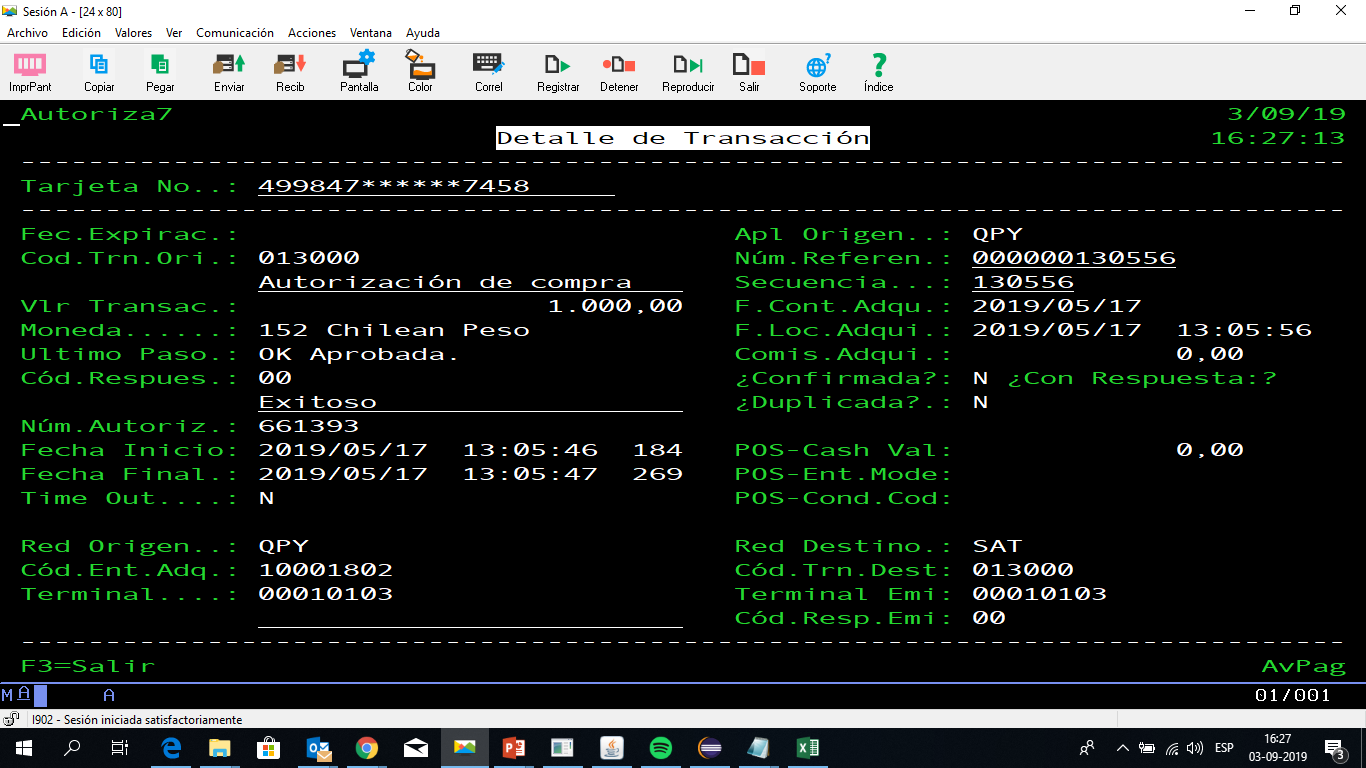 Sesión A - [24 x 80]
Archivo Edición Valores Ver Comunicación Acciones Ventana Ayuda
ImprPant Copiar Pegar Enviar Recib Pantalla Color Correl Registrar Detener Reproducir Salir Soporte Índice
Autoriza7 3/09/19
Detalle de Transacción 16:27:13
-------------------------------------------------------------------------------
Tarjeta No..: 499847******7458
-------------------------------------------------------------------------------
Fec.Expirac.: Apl Origen..: QPY
Cod.Trn.Ori.: 013000 Núm.Referen.: 000000130556
Autorización de compra Secuencia...: 130556
Vlr Transac.: 1.000,00 F.Cont.Adqu.: 2019/05/17
Moneda......: 152 Chilean Peso F.Loc.Adqui.: 2019/05/17 13:05:56
Ultimo Paso.: OK Aprobada. Comis.Adqui.: 0,00
Cód.Respues.: 00 ¿Confirmada?: N ¿Con Respuesta:?
Exitoso ¿Duplicada?.: N
Núm.Autoriz.: 661393
Fecha Inicio: 2019/05/17 13:05:46 184 POS-Cash Val: 0,00
Fecha Final.: 2019/05/17 13:05:47 269 POS-Ent.Mode:
Time Out....: N POS-Cond.Cod:
Red Origen..: QPY Red Destino.: SAT
Cód.Ent.Adq.: 10001802 Cód.Trn.Dest: 013000
Terminal....: 00010103 Terminal Emi: 00010103
Cód.Resp.Emi: 00
-------------------------------------------------------------------------------
F3=Salir AvPag
MA A 01/001
I902 - Sesión iniciada satisfactoriamente
ESP 16:27
03-09-2019 3